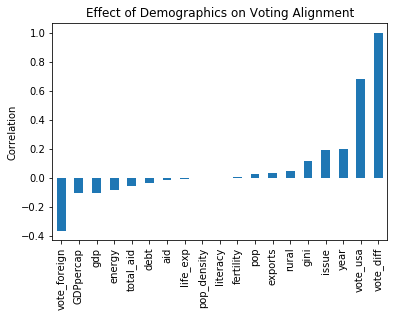 Effect of Demographics on Voting Alignment
Correlation
1.0
0.8
0.6
0.4
0.2
0.0
−0.2
−0.4
vote_foreign
GDPpercap
gdp
energy
total_aid
debt
aid
life_exp
pop_density
literacy
fertility
pop
exports
rural
gini
issue
year
vote_usa
vote_diff